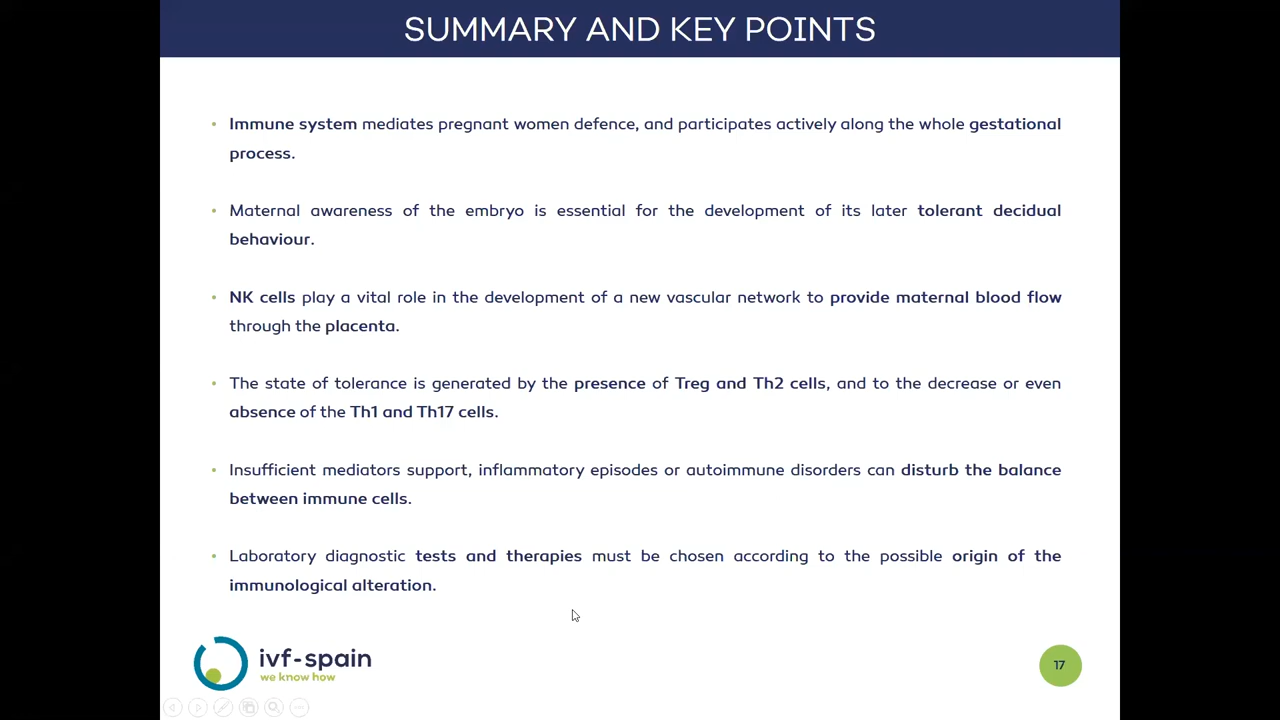 SUMMARY AND KEY POINTS
• Immune system mediates pregnant women defence, and participates actively along the whole gestational
process.
• Maternal awareness of the embryo is essential for the development of its later tolerant decidual
behaviour.
• NK cells play a vital role in the development of a new vascular network to provide maternal blood flow
through the placenta.
• The state of tolerance is generated by the presence of Treg and Th2 cells, and to the decrease or even
absence of the Th1 and Th17 cells.
• Insufficient mediators support, inflammatory episodes or autoimmune disorders can disturb the balance
between immune cells.
• Laboratory diagnostic tests and therapies must be chosen according to the possible origin of the
immunological alteration.
ivf-spain
we know how
17